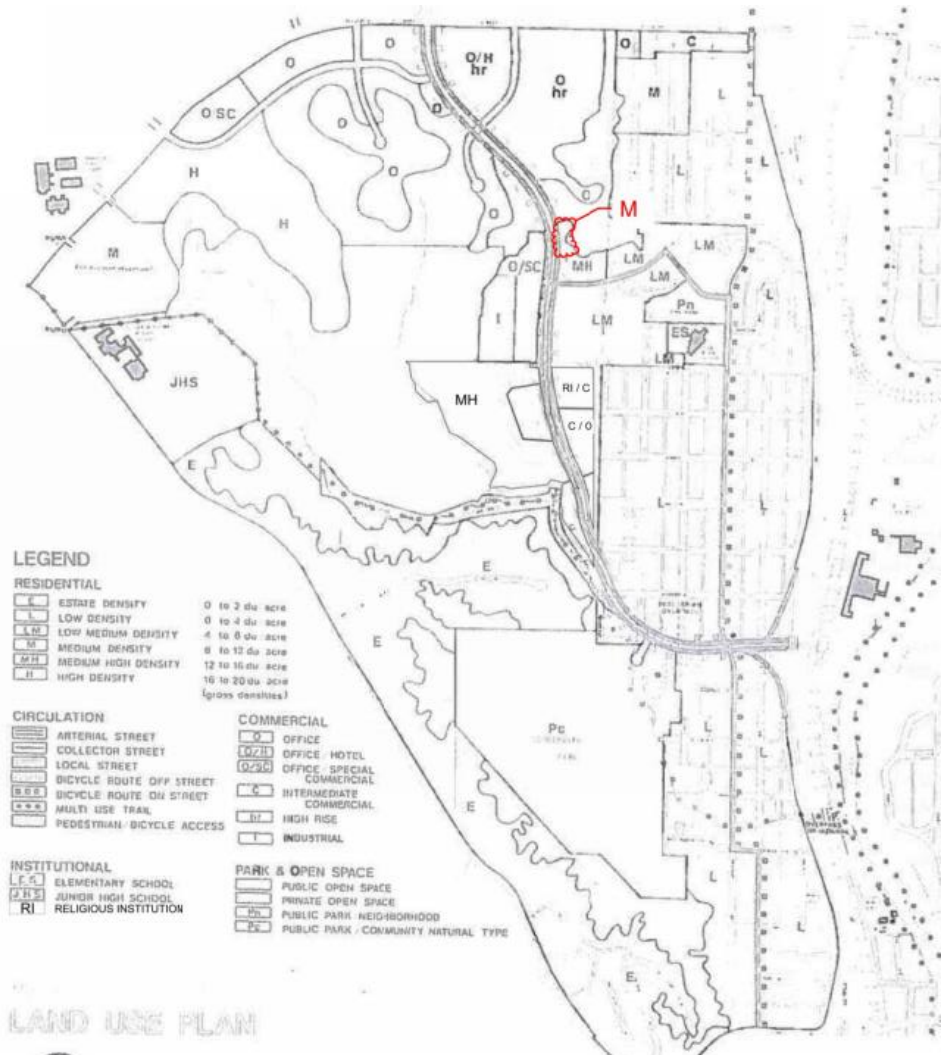 O
O
O/H
hr
O
hr
O
C
O SC
O
O
M
L
L
H
O
O
H
O
O
L
L
M
M
O/SC
MH
LM
LM
LM
L
I
LM
Pn
ES
LM
JHS
MH
RI / C
C / O
E
L
L
L
E
E
E
Pc
L
L
E
L
L
E
LEGEND
RESIDENTIAL
E ESTATE DENSITY 0 to 2 du acre
L LOW DENSITY 0 to 4 du acre
LM LOW MEDIUM DENSITY 4 to 8 du acre
M MEDIUM DENSITY 8 to 12 du acre
MH MEDIUM HIGH DENSITY 12 to 16 du acre
H HIGH DENSITY 16 to 20 du acre
(gross densities)
CIRCULATION
ARTERIAL STREET
COLLECTOR STREET
LOCAL STREET
BICYCLE ROUTE OFF STREET
BICYCLE ROUTE ON STREET
MULTI USE TRAIL
PEDESTRIAN/BICYCLE ACCESS
COMMERCIAL
O OFFICE
O/H OFFICE/HOTEL
O/SC OFFICE/SPECIAL
COMMERCIAL
C INTERMEDIATE
COMMERCIAL
hr HIGH RISE
I INDUSTRIAL
INSTITUTIONAL
E.S. ELEMENTARY SCHOOL
J.H.S. JUNIOR HIGH SCHOOL
RI RELIGIOUS INSTITUTION
PARK & OPEN SPACE
PUBLIC OPEN SPACE
PRIVATE OPEN SPACE
Pn PUBLIC PARK NEIGHBORHOOD
Pc PUBLIC PARK / COMMUNITY NATURAL TYPE
LAND USE PLAN